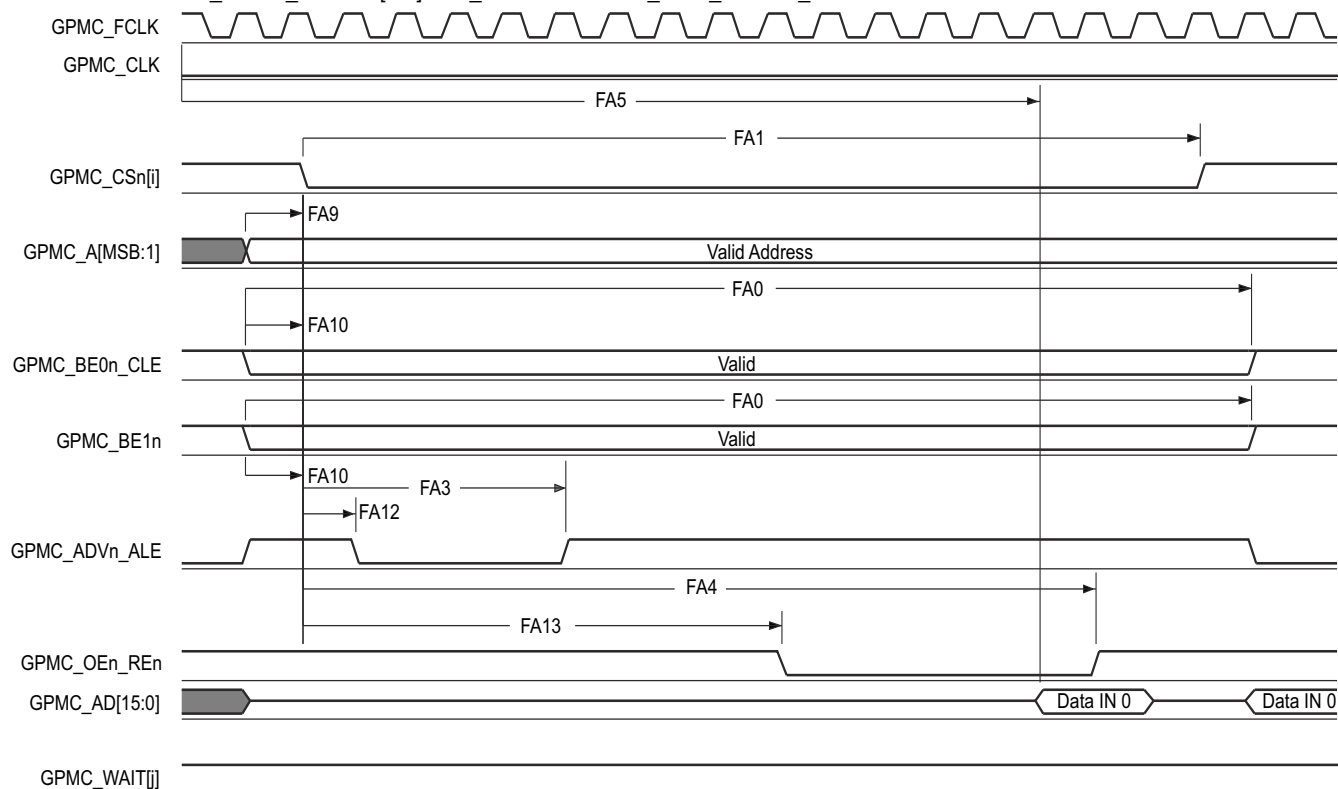 GPMC_FCLK
GPMC_CLK
FA5
FA1
GPMC_CSn[i]
FA9
GPMC_A[MSB:1]
Valid Address
FA0
FA10
GPMC_BE0n_CLE
Valid
FA0
GPMC_BE1n
Valid
FA10
FA3
FA12
GPMC_ADVn_ALE
FA4
FA13
GPMC_OEn_REn
GPMC_AD[15:0]
Data IN 0
Data IN 0
GPMC_WAIT[j]